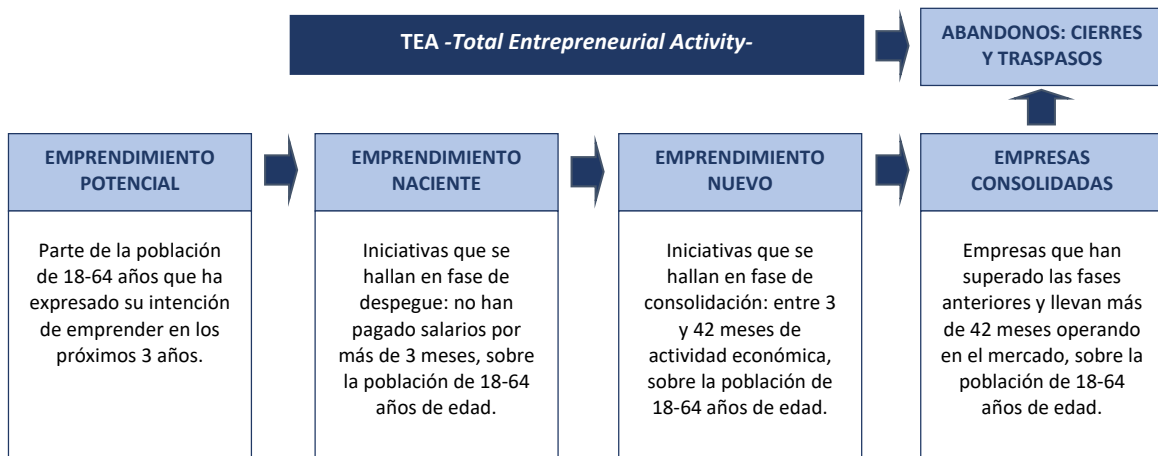 TEA -Total Entrepreneurial Activity-
ABANDONOS: CIERRES
Y TRASPASOS
EMPRENDIMIENTO
POTENCIAL
Parte de la población
de 18-64 años que ha
expresado su intención
de emprender en los
próximos 3 años.
EMPRENDIMIENTO
NACIENTE
Iniciativas que se
hallan en fase de
despegue: no han
pagado salarios por
más de 3 meses, sobre
la población de 18-64
años de edad.
EMPRENDIMIENTO
NUEVO
Iniciativas que se
hallan en fase de
consolidación: entre 3
y 42 meses de
actividad económica,
sobre la población de
18-64 años de edad.
EMPRESAS
CONSOLIDADAS
Empresas que han
superado las fases
anteriores y llevan más
de 42 meses operando
en el mercado, sobre la
población de 18-64
años de edad.